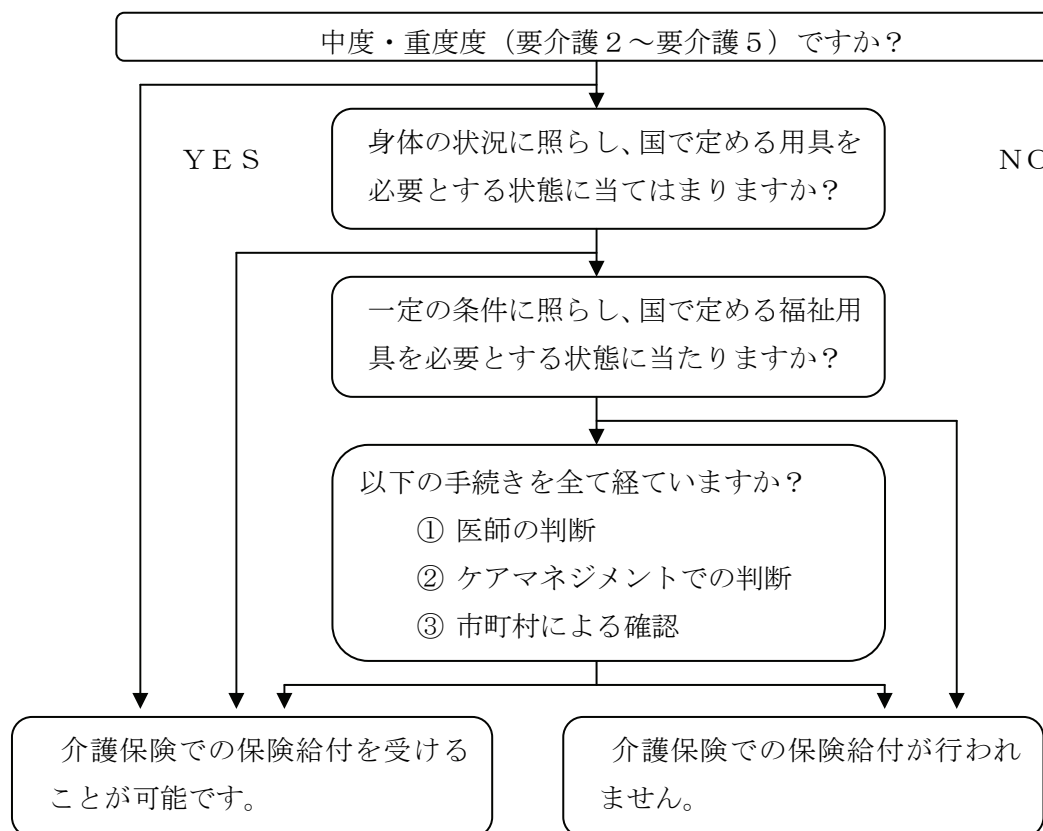 中度・重度度（要介護２～要介護５）ですか？
ＹＥＳ
ＮＯ
身体の状況に照らし、国で定める用具を
必要とする状態に当てはまりますか？
一定の条件に照らし、国で定める福祉用
具を必要とする状態に当たりますか？
以下の手続きを全て経ていますか？
① 医師の判断
② ケアマネジメントでの判断
③ 市町村による確認
介護保険での保険給付を受ける
ことが可能です。
介護保険での保険給付が行われ
ません。